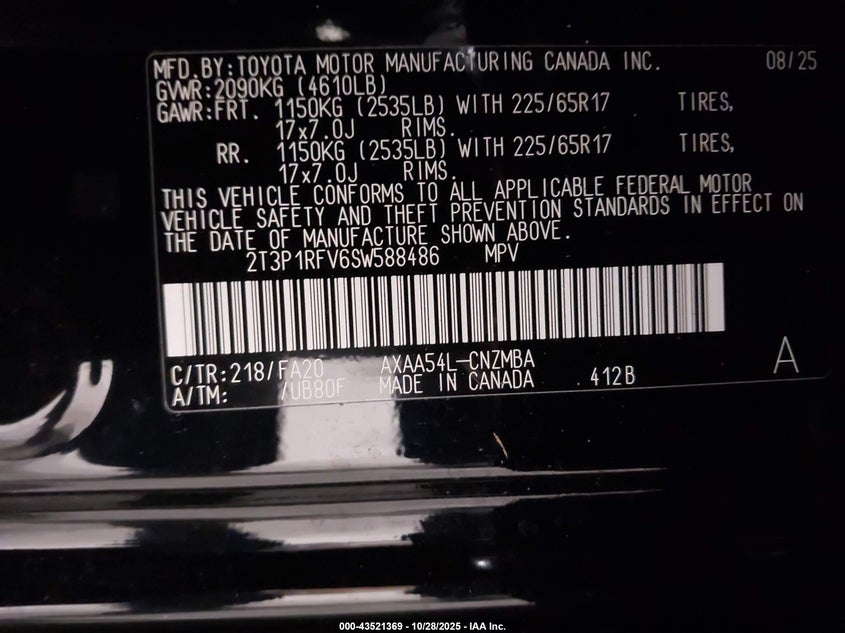 MFD.BY:TOYOTA MOTOR MANUFACTURING CANADA INC. 08/25
GVWR:2090KG (4610LB)
GAWR:FRT. 1150KG (2535LB) WITH 225/65R17 TIRES,
17x7.0J RIMS.
RR. 1150KG (2535LB) WITH 225/65R17 TIRES,
17x7.0J RIMS.
THIS VEHICLE CONFORMS TO ALL APPLICABLE FEDERAL MOTOR
VEHICLE SAFETY AND THEFT PREVENTION STANDARDS IN EFFECT ON
THE DATE OF MANUFACTURE SHOWN ABOVE.
2T3P1RFV6SW588486 MPV
C/TR:218/FA20 AXAA54L-CNZMBA A
A/TM: /UB80F MADE IN CANADA 412B
000-43521369 - 10/28/2025 - IAA Inc.